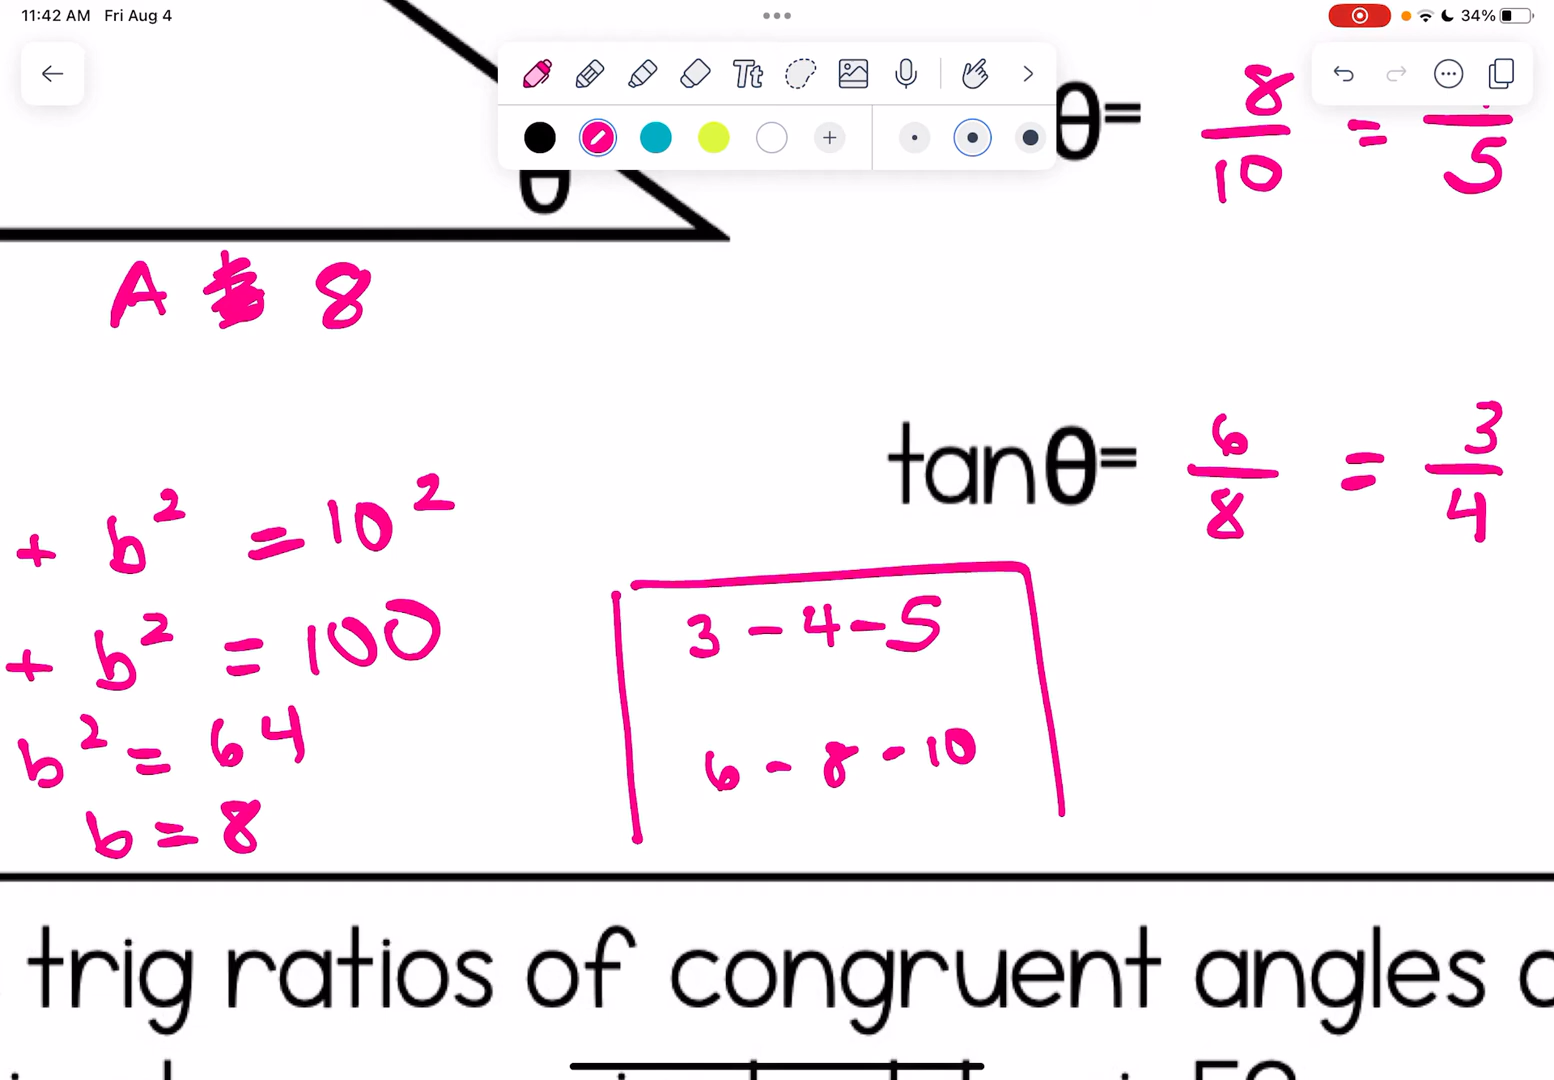 11:42 AM Fri Aug 4
34%
Tt
θ= 8/10 = /5
θ
A 8
tanθ= 6/8 = 3/4
+ b² = 10²
+ b² = 100
b² = 64
b = 8
3 - 4 - 5
6 - 8 - 10
trig ratios of congruent angles